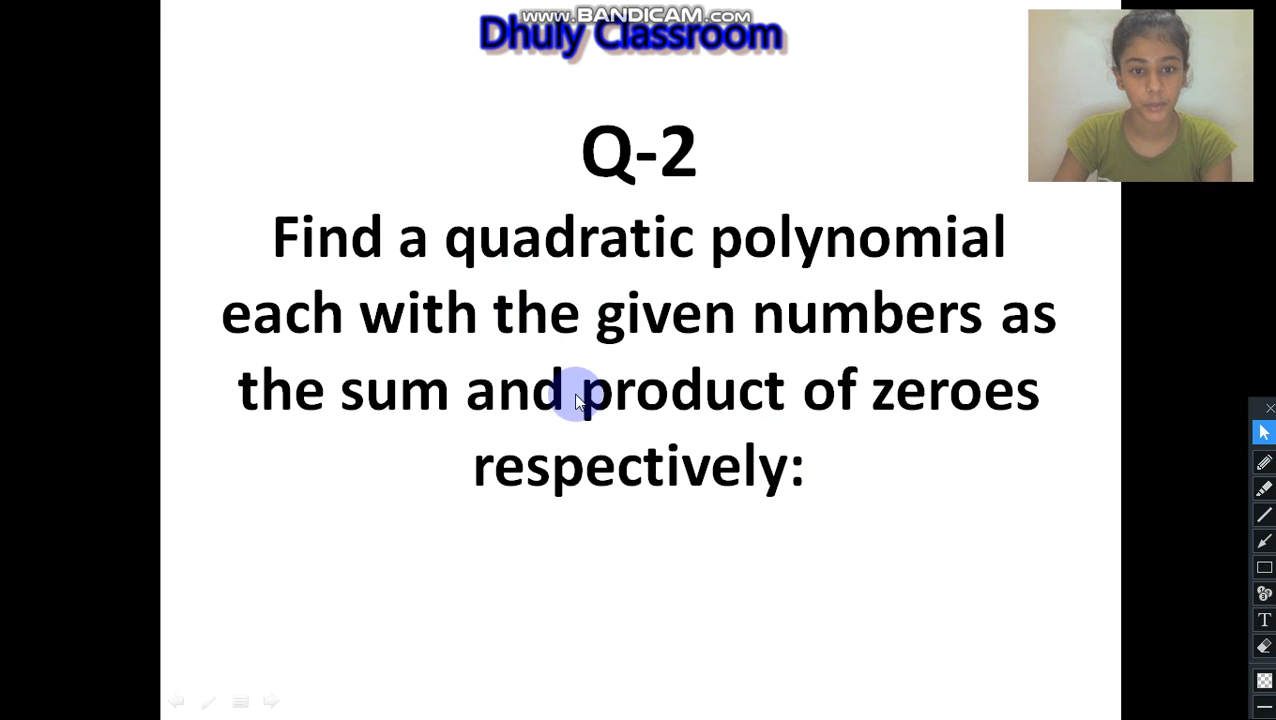 www.BANDICAM.com
Dhuly Classroom
Q-2
Find a quadratic polynomial
each with the given numbers as
the sum and product of zeroes
respectively:
T